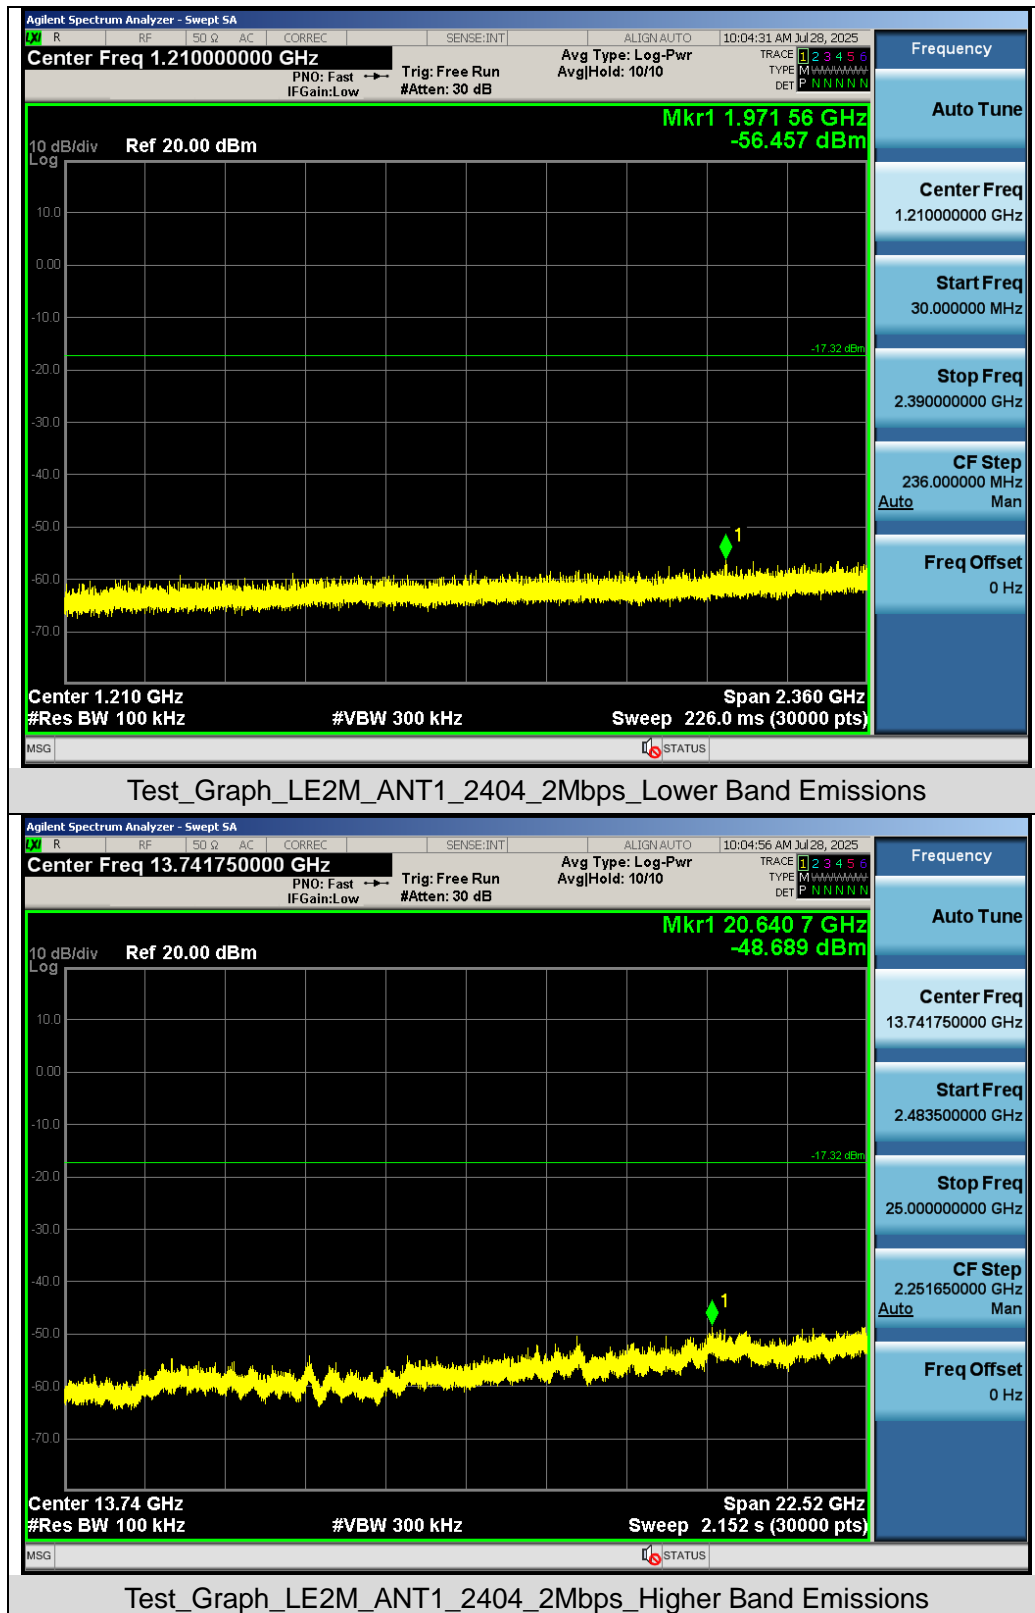 Agilent Spectrum Analyzer - Swept SA
LXI R RF 50 Ω AC CORREC SENSE:INT ALIGN AUTO 10:04:31 AM Jul 28, 2025
Center Freq 1.210000000 GHz
PNO: Fast
IFGain:Low
Trig: Free Run
#Atten: 30 dB
Avg Type: Log-Pwr
Avg|Hold: 10/10
TRACE 1 2 3 4 5 6
TYPE M
DET P N N N N N
Frequency
Auto Tune
Mkr1 1.971 56 GHz
-56.457 dBm
10 dB/div Ref 20.00 dBm
Log
10.0
0.00
-10.0
-17.32 dBm
-20.0
-30.0
-40.0
-50.0
1
-60.0
-70.0
Center Freq
1.210000000 GHz
Start Freq
30.000000 MHz
Stop Freq
2.390000000 GHz
CF Step
236.000000 MHz
Auto Man
Freq Offset
0 Hz
Center 1.210 GHz Span 2.360 GHz
#Res BW 100 kHz #VBW 300 kHz Sweep 226.0 ms (30000 pts)
MSG STATUS
Test_Graph_LE2M_ANT1_2404_2Mbps_Lower Band Emissions
Agilent Spectrum Analyzer - Swept SA
LXI R RF 50 Ω AC CORREC SENSE:INT ALIGN AUTO 10:04:56 AM Jul 28, 2025
Center Freq 13.741750000 GHz
PNO: Fast
IFGain:Low
Trig: Free Run
#Atten: 30 dB
Avg Type: Log-Pwr
Avg|Hold: 10/10
TRACE 1 2 3 4 5 6
TYPE M
DET P N N N N N
Frequency
Auto Tune
Mkr1 20.640 7 GHz
-48.689 dBm
10 dB/div Ref 20.00 dBm
Log
10.0
0.00
-10.0
-17.32 dBm
-20.0
-30.0
-40.0
1
-50.0
-60.0
-70.0
Center Freq
13.741750000 GHz
Start Freq
2.483500000 GHz
Stop Freq
25.000000000 GHz
CF Step
2.251650000 GHz
Auto Man
Freq Offset
0 Hz
Center 13.74 GHz Span 22.52 GHz
#Res BW 100 kHz #VBW 300 kHz Sweep 2.152 s (30000 pts)
MSG STATUS
Test_Graph_LE2M_ANT1_2404_2Mbps_Higher Band Emissions